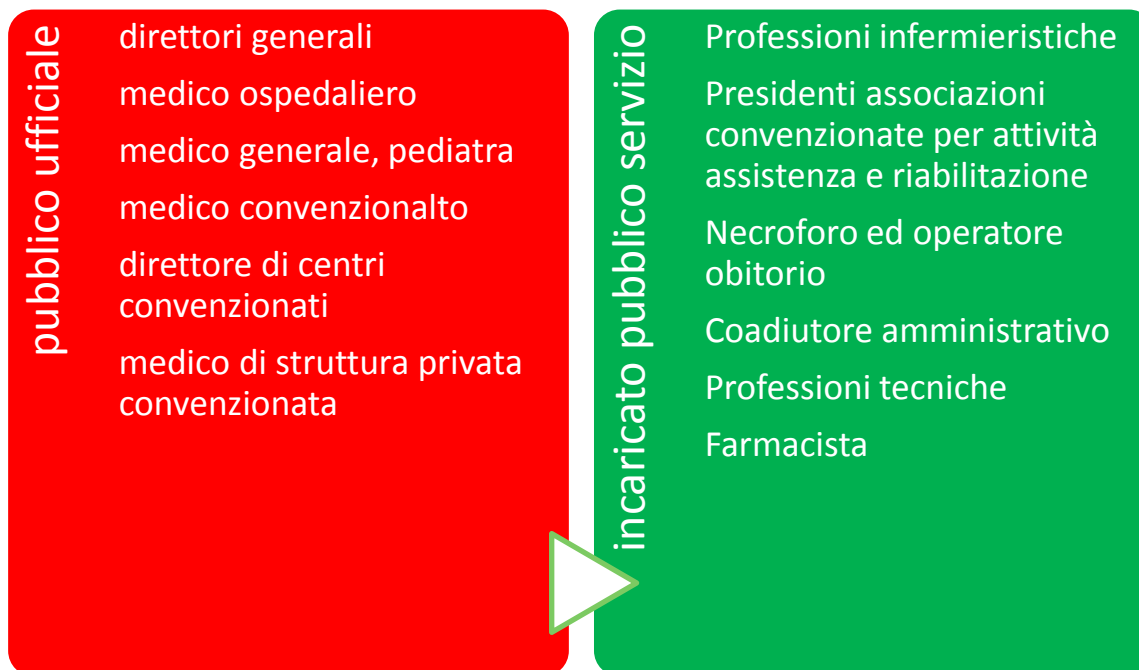 pubblico ufficiale
direttori generali
medico ospedaliero
medico generale, pediatra
medico convenzionalto
direttore di centri
convenzionati
medico di struttura privata
convenzionata
incaricato pubblico servizio
Professioni infermieristiche
Presidenti associazioni
convenzionate per attività
assistenza e riabilitazione
Necroforo ed operatore
obitorio
Coadiutore amministrativo
Professioni tecniche
Farmacista